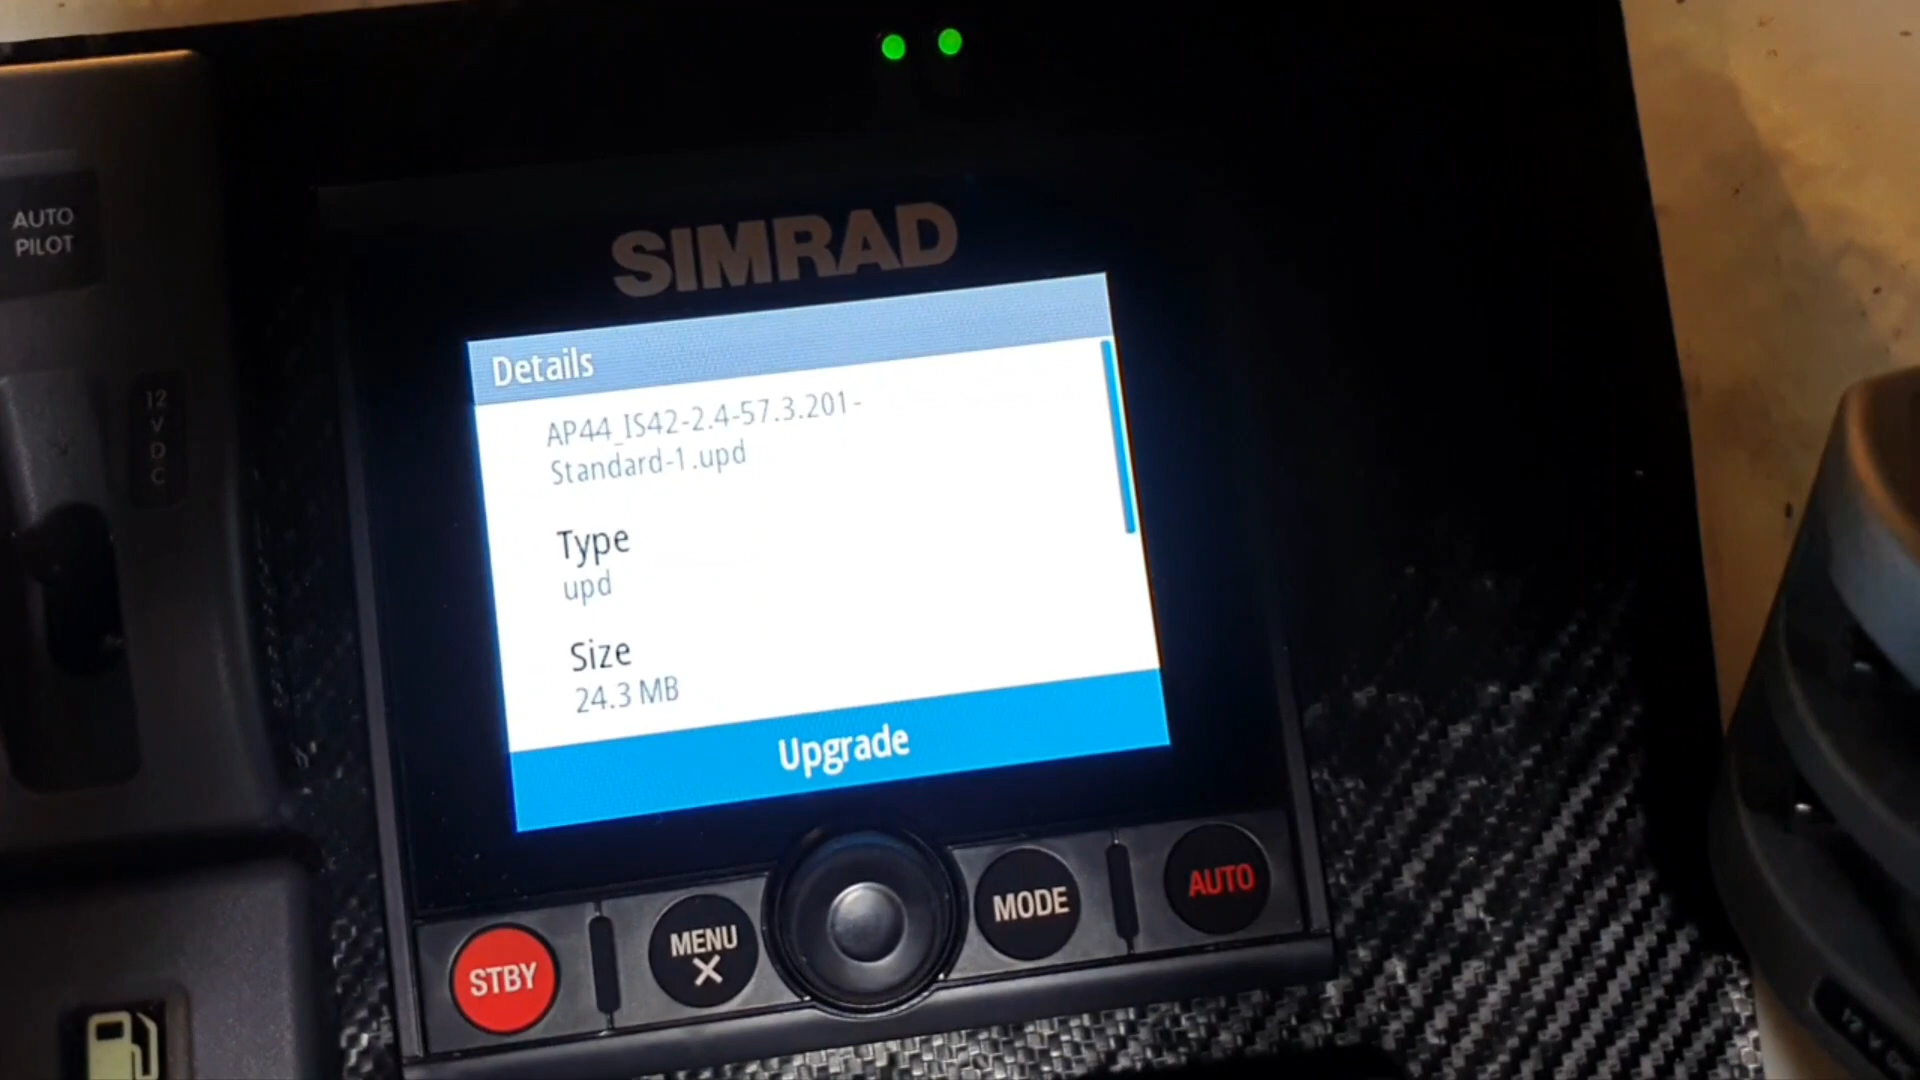 AUTO
PILOT
12
V
D
C
SIMRAD
Details
AP44_IS42-2.4-57.3.201-
Standard-1.upd
Type
upd
Size
24.3 MB
Upgrade
STBY
MENU
X
MODE
AUTO